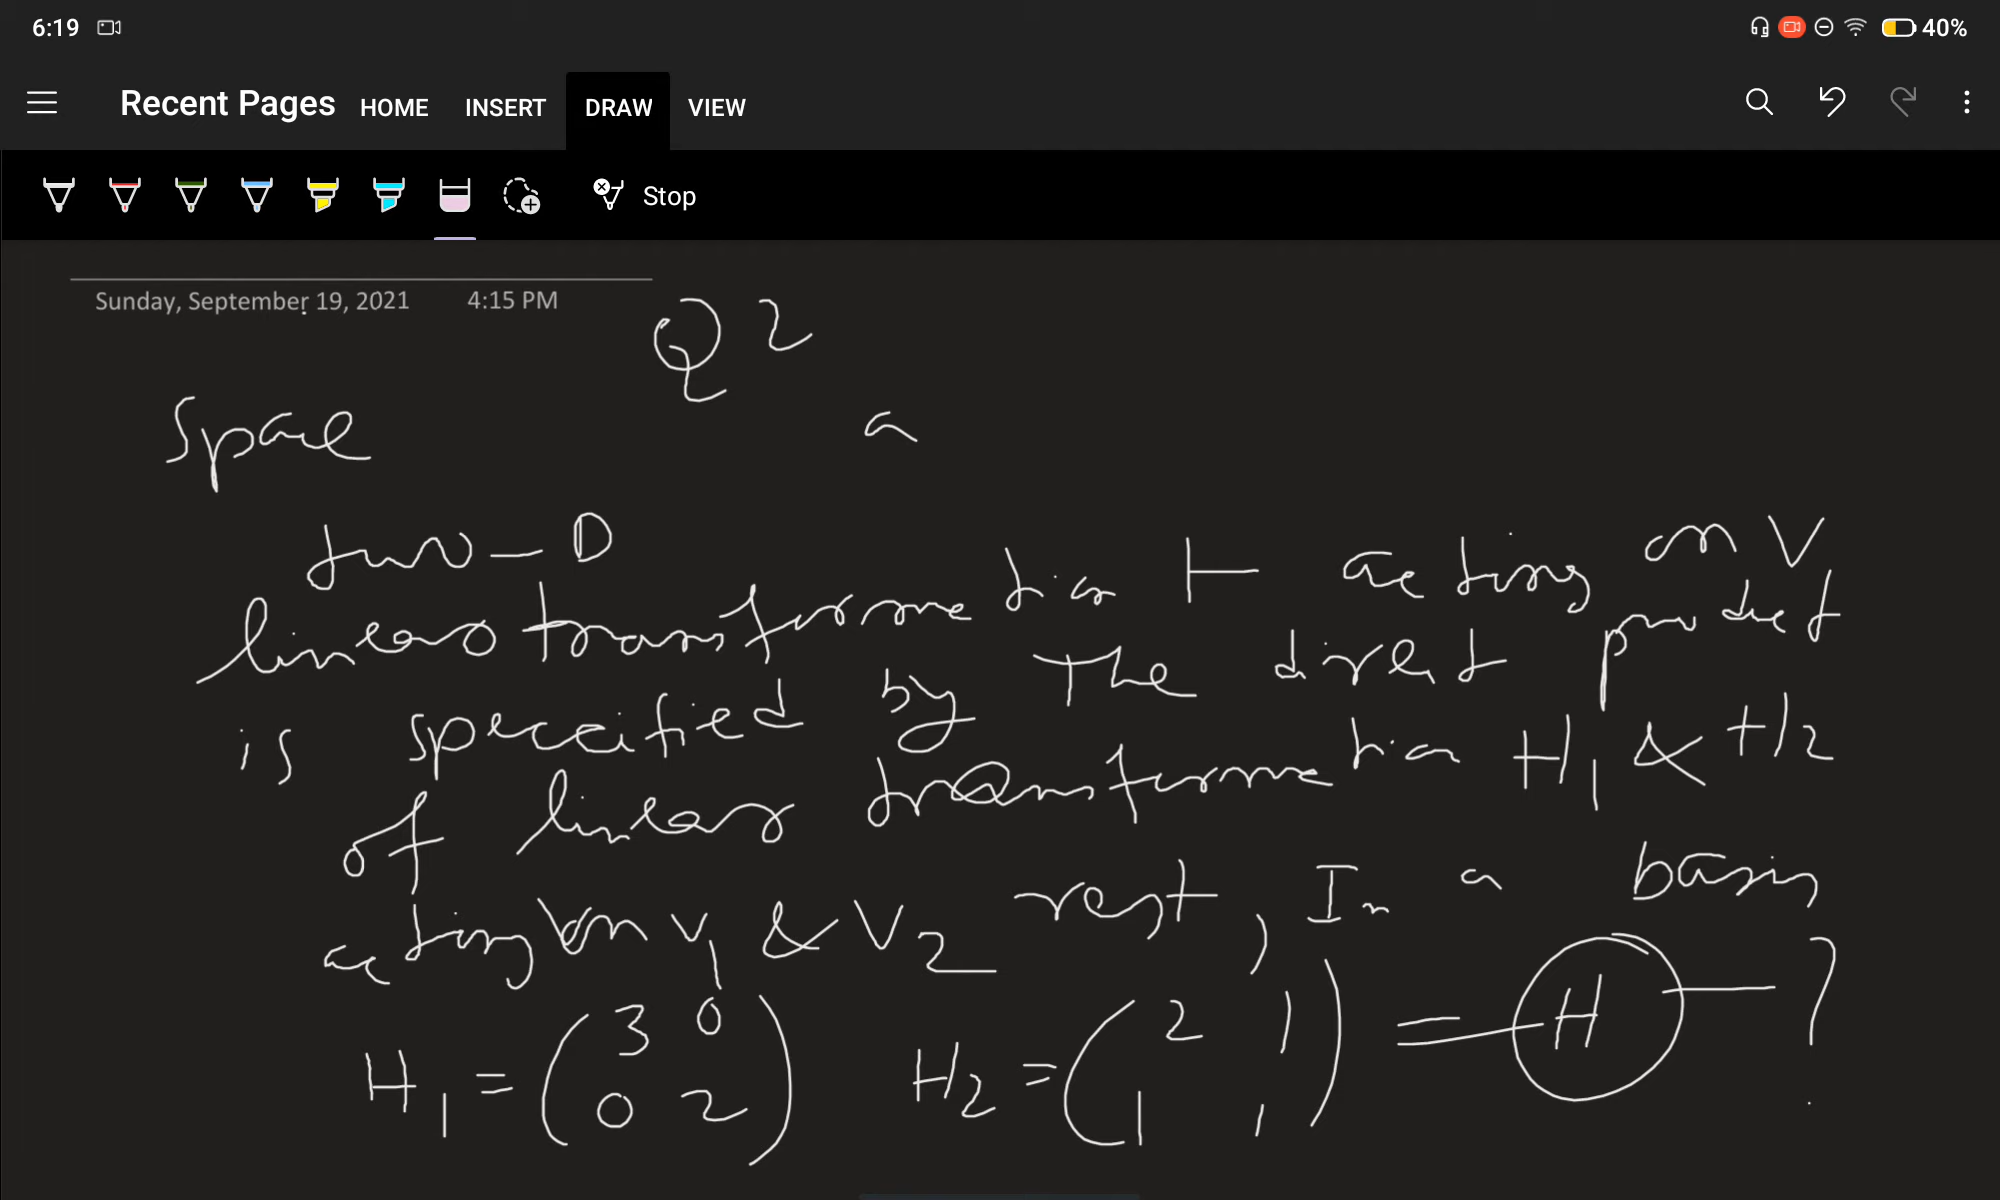 6:19 40%
Recent Pages HOME INSERT DRAW VIEW
Stop
Sunday, September 19, 2021 4:15 PM
Q 2
Space a
two-D
linear transformation H acting on V
is specified by the direct product
of linear transformation H1 & H2
acting on V1 & V2 rest, In a basis
H1 = (3 0
0 2) H2 = (2 1
1 1) = H - ?